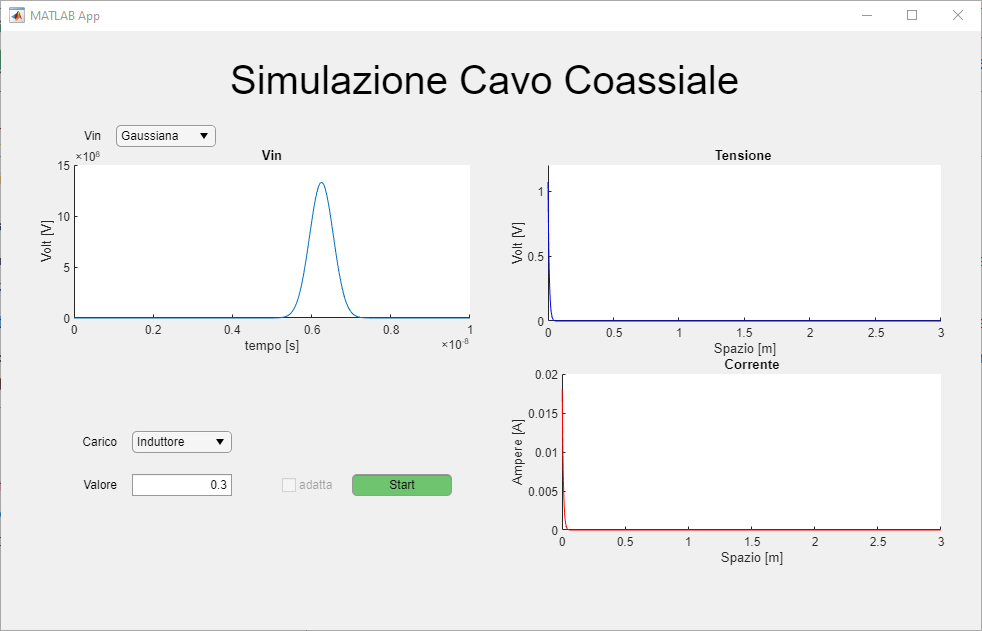 MATLAB App
Simulazione Cavo Coassiale
Vin Gaussiana
Vin
×10⁸
15
10
5
0
Volt [V]
0 0.2 0.4 0.6 0.8 1
tempo [s]
×10⁻⁸
Tensione
1
0.5
0
Volt [V]
0 0.5 1 1.5 2 2.5 3
Spazio [m]
Corrente
0.02
0.015
0.01
0.005
0
Ampere [A]
0 0.5 1 1.5 2 2.5 3
Spazio [m]
Carico Induttore
Valore 0.3 adatta Start